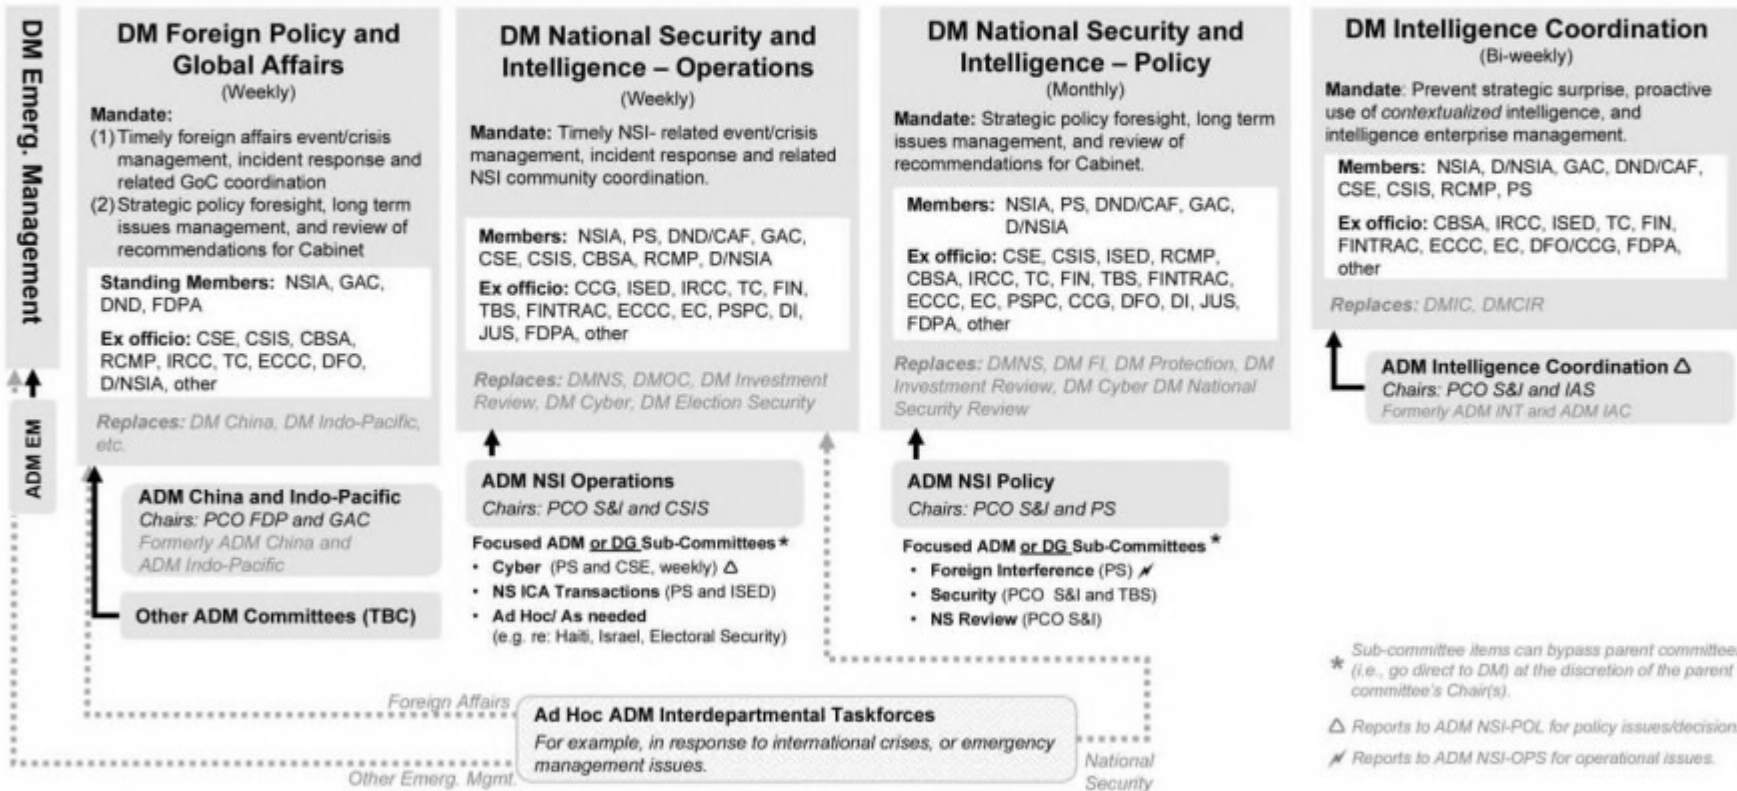 DM Emerg. Management
ADM EM
DM Foreign Policy and
Global Affairs
(Weekly)
Mandate:
(1) Timely foreign affairs event/crisis
management, incident response and
related GoC coordination
(2) Strategic policy foresight, long term
issues management, and review of
recommendations for Cabinet
Standing Members: NSIA, GAC,
DND, FDPA
Ex officio: CSE, CSIS, CBSA,
RCMP, IRCC, TC, ECCC, DFO,
D/NSIA, other
Replaces: DM China, DM Indo-Pacific,
etc.
ADM China and Indo-Pacific
Chairs: PCO FDP and GAC
Formerly ADM China and
ADM Indo-Pacific
Other ADM Committees (TBC)
DM National Security and
Intelligence – Operations
(Weekly)
Mandate: Timely NSI- related event/crisis
management, incident response and related
NSI community coordination.
Members: NSIA, PS, DND/CAF, GAC,
CSE, CSIS, CBSA, RCMP, D/NSIA
Ex officio: CCG, ISED, IRCC, TC, FIN,
TBS, FINTRAC, ECCC, EC, PSPC, DI,
JUS, FDPA, other
Replaces: DMNS, DMOC, DM Investment
Review, DM Cyber, DM Election Security
ADM NSI Operations
Chairs: PCO S&I and CSIS
Focused ADM or DG Sub-Committees *
• Cyber (PS and CSE, weekly) △
• NS ICA Transactions (PS and ISED)
• Ad Hoc/ As needed
(e.g. re: Haiti, Israel, Electoral Security)
DM National Security and
Intelligence – Policy
(Monthly)
Mandate: Strategic policy foresight, long term
issues management, and review of
recommendations for Cabinet.
Members: NSIA, PS, DND/CAF, GAC,
D/NSIA
Ex officio: CSE, CSIS, ISED, RCMP,
CBSA, IRCC, TC, FIN, TBS, FINTRAC,
ECCC, EC, PSPC, CCG, DFO, DI, JUS,
FDPA, other
Replaces: DMNS, DM FI, DM Protection, DM
Investment Review, DM Cyber DM National
Security Review
ADM NSI Policy
Chairs: PCO S&I and PS
Focused ADM or DG Sub-Committees *
• Foreign Interference (PS)
• Security (PCO S&I and TBS)
• NS Review (PCO S&I)
DM Intelligence Coordination
(Bi-weekly)
Mandate: Prevent strategic surprise, proactive
use of contextualized intelligence, and
intelligence enterprise management.
Members: NSIA, D/NSIA, GAC, DND/CAF,
CSE, CSIS, RCMP, PS
Ex officio: CBSA, IRCC, ISED, TC, FIN,
FINTRAC, ECCC, EC, DFO/CCG, FDPA,
other
Replaces: DMIC, DMCIR
ADM Intelligence Coordination △
Chairs: PCO S&I and IAS
Formerly ADM INT and ADM IAC
Foreign Affairs
Other Emerg. Mgmt.
Ad Hoc ADM Interdepartmental Taskforces
For example, in response to international crises, or emergency
management issues.
National
Security
* Sub-committee items can bypass parent committee
(i.e., go direct to DM) at the discretion of the parent
committee's Chair(s).
△ Reports to ADM NSI-POL for policy issues/decision
Reports to ADM NSI-OPS for operational issues.